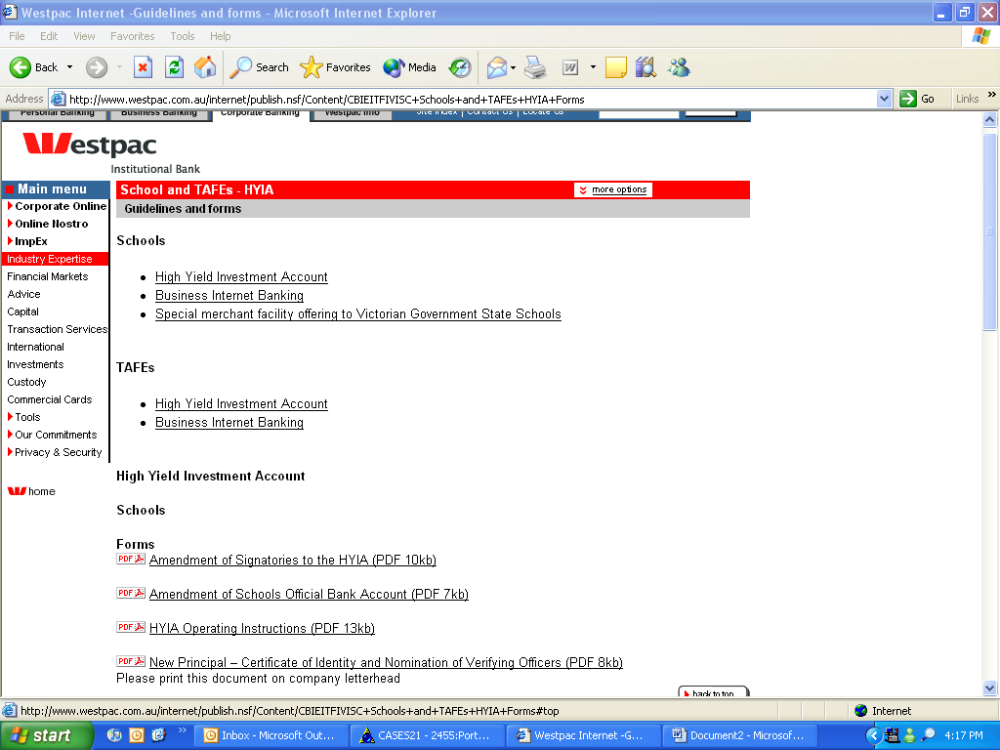 Westpac Internet -Guidelines and forms - Microsoft Internet Explorer
File Edit View Favorites Tools Help
Back Search Favorites Media
Address http://www.westpac.com.au/internet/publish.nsf/Content/CBIEITFIVISC+Schools+and+TAFEs+HYIA+Forms Go Links »
Personal Banking Business Banking Corporate Banking Westpac Info Site Index | Contact Us | Locate Us
Westpac
Institutional Bank
Main menu
Corporate Online
Online Nostro
ImpEx
Industry Expertise
Financial Markets
Advice
Capital
Transaction Services
International
Investments
Custody
Commercial Cards
Tools
Our Commitments
Privacy & Security
home
School and TAFEs - HYIA more options
Guidelines and forms
Schools
• High Yield Investment Account
• Business Internet Banking
• Special merchant facility offering to Victorian Government State Schools
TAFEs
• High Yield Investment Account
• Business Internet Banking
High Yield Investment Account
Schools
Forms
PDF Amendment of Signatories to the HYIA (PDF 10kb)
PDF Amendment of Schools Official Bank Account (PDF 7kb)
PDF HYIA Operating Instructions (PDF 13kb)
PDF New Principal – Certificate of Identity and Nomination of Verifying Officers (PDF 8kb)
Please print this document on company letterhead
back to top
http://www.westpac.com.au/internet/publish.nsf/Content/CBIEITFIVISC+Schools+and+TAFEs+HYIA+Forms#top Internet
start » Inbox - Microsoft Out... CASES21 - 2455:Port... Westpac Internet -G... Document2 - Microsof... 4:17 PM